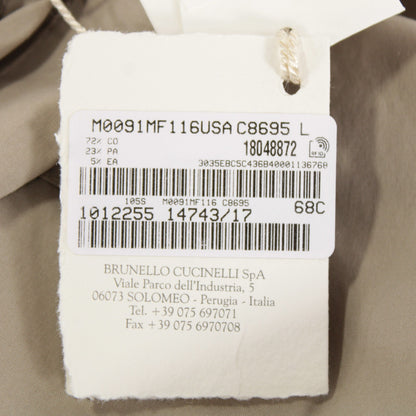 M0091MF116USA C8695 L
72% CO
23% PA
5% EA
18048872
3035EBC5C436B40001136768
105S M0091MF116 C8695
1012255 14743/17 68C
BRUNELLO CUCINELLI SpA
Viale Parco dell'Industria, 5
06073 SOLOMEO - Perugia - Italia
Tel. +39 075 697071
Fax +39 075 6970708